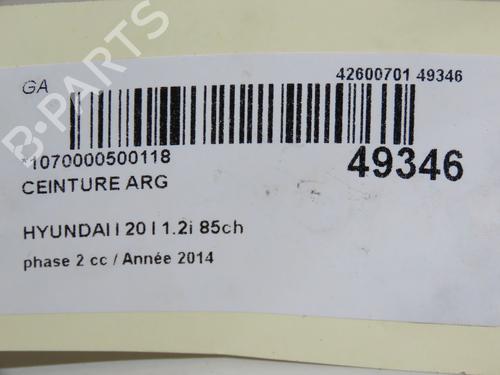 GA
42600701 49346
*1070000500118
49346
CEINTURE ARG
HYUNDAI I 20 I 1.2i 85ch
phase 2 cc / Année 2014
B-PARTS